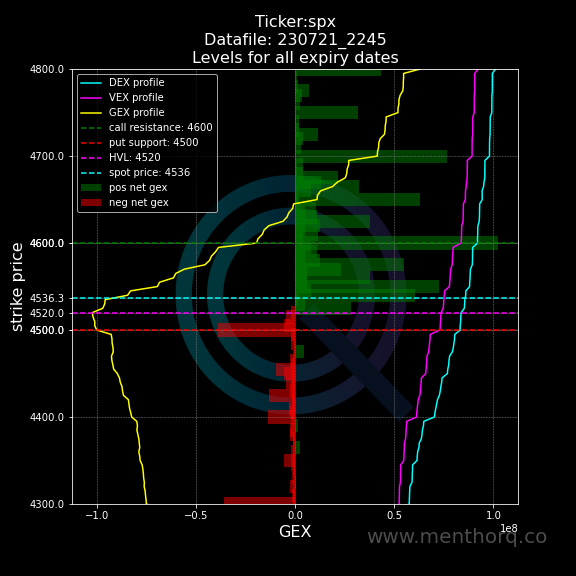 Ticker:spx
Datafile: 230721_2245
Levels for all expiry dates
4800.0
DEX profile
VEX profile
GEX profile
call resistance: 4600
put support: 4500
HVL: 4520
spot price: 4536
pos net gex
neg net gex
4700.0
4600.0
4536.3
4520.0
4500.0
4400.0
4300.0
strike price
−1.0
−0.5
0.0
0.5
1.0
1e8
GEX
www.menthorq.co